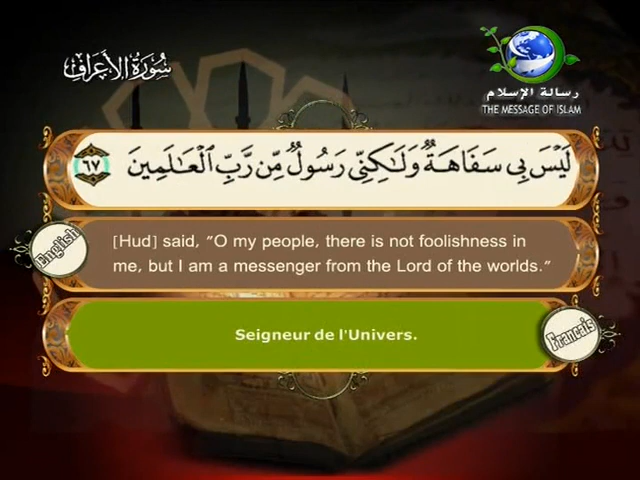 سُورَةُ الأَعْرَافِ
رسالة الإسلام
THE MESSAGE OF ISLAM
لَيْسَ بِى سَفَاهَةٌ وَلَٰكِنِّى رَسُولٌ مِّن رَّبِّ الْعَٰلَمِينَ ٦٧
English
[Hud] said, "O my people, there is not foolishness in
me, but I am a messenger from the Lord of the worlds."
Seigneur de l'Univers.
Francais